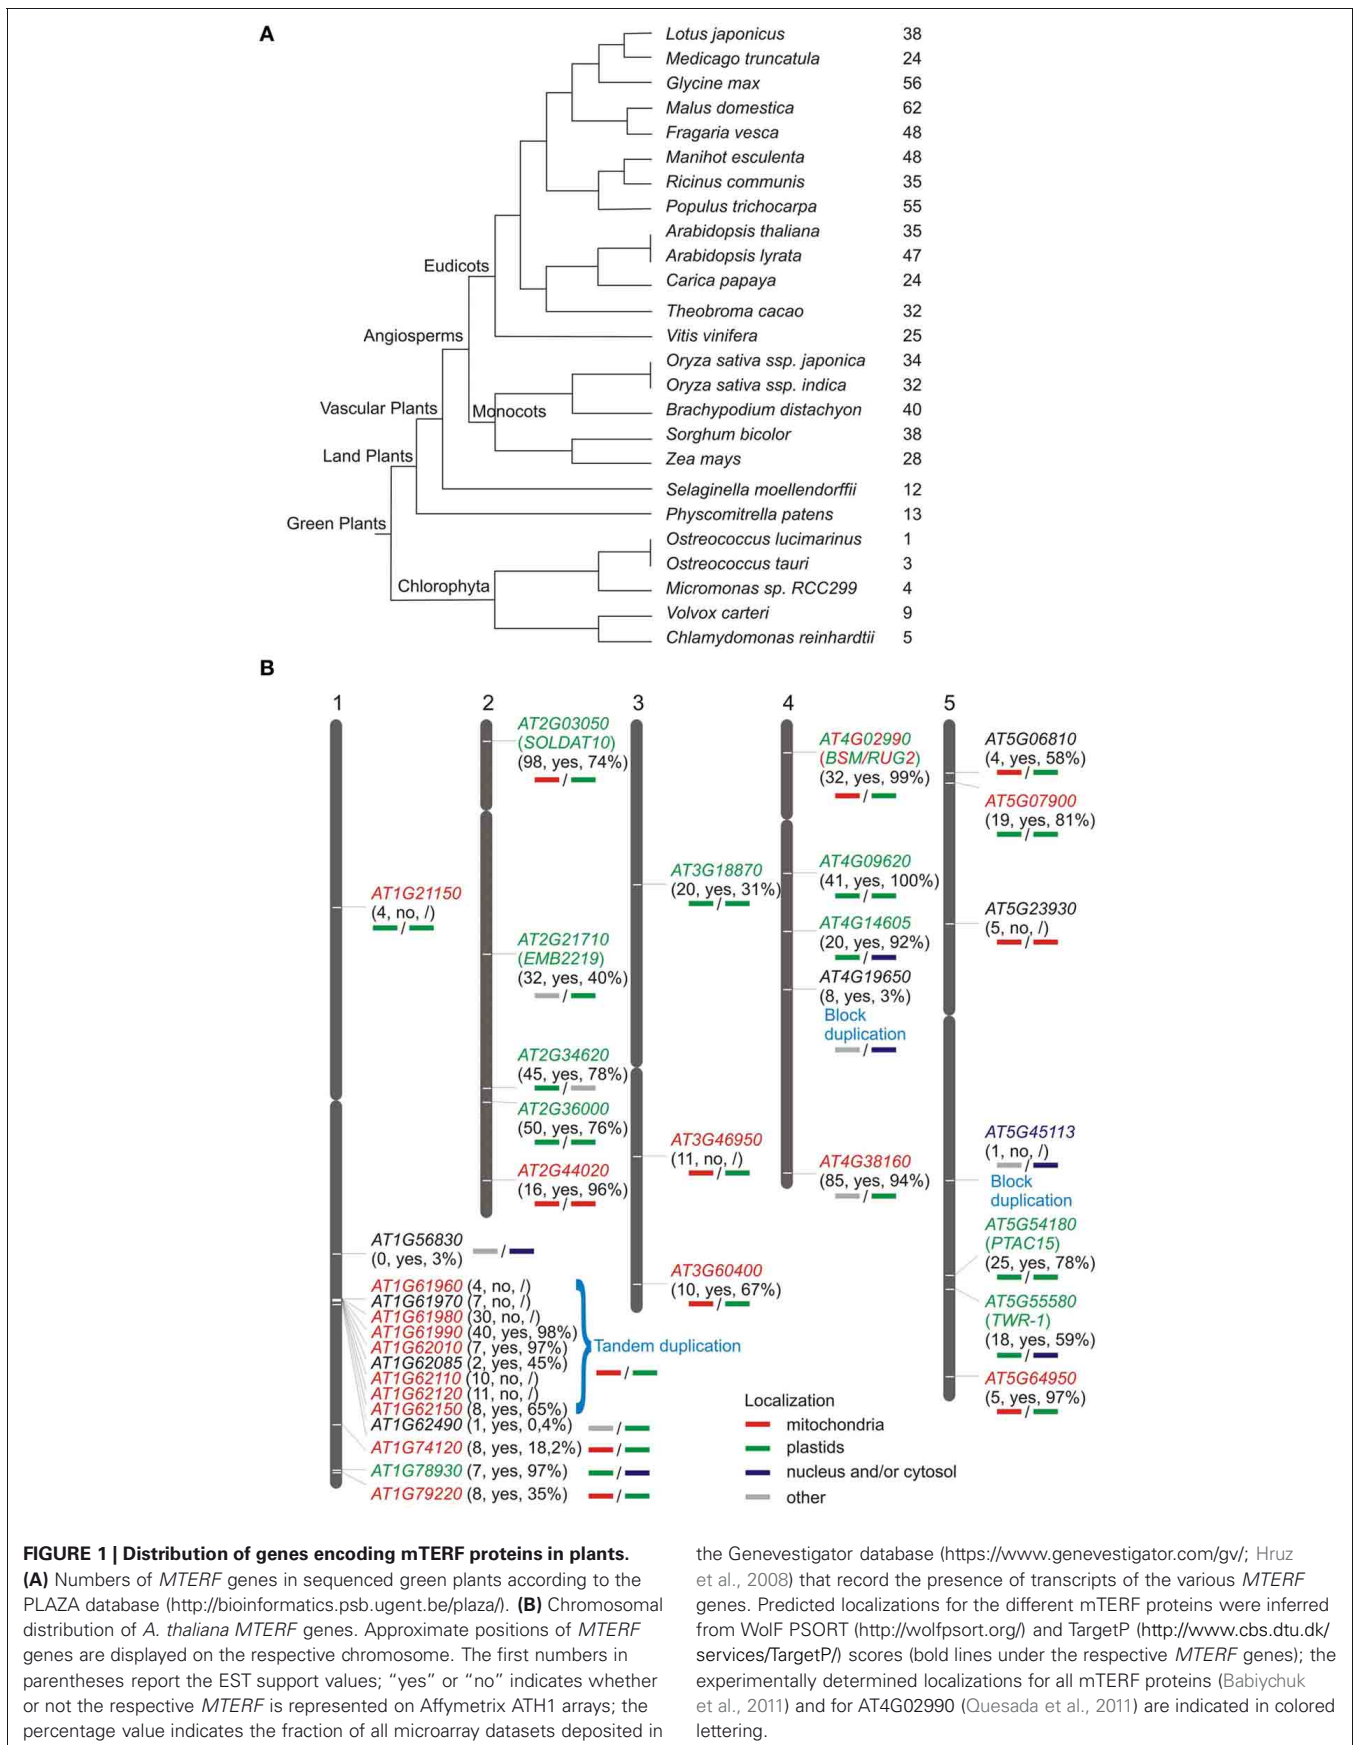 A
Lotus japonicus 38
Medicago truncatula 24
Glycine max 56
Malus domestica 62
Fragaria vesca 48
Manihot esculenta 48
Ricinus communis 35
Populus trichocarpa 55
Arabidopsis thaliana 35
Arabidopsis lyrata 47
Carica papaya 24
Theobroma cacao 32
Vitis vinifera 25
Oryza sativa ssp. japonica 34
Oryza sativa ssp. indica 32
Brachypodium distachyon 40
Sorghum bicolor 38
Zea mays 28
Selaginella moellendorffii 12
Physcomitrella patens 13
Ostreococcus lucimarinus 1
Ostreococcus tauri 3
Micromonas sp. RCC299 4
Volvox carteri 9
Chlamydomonas reinhardtii 5
Eudicots
Angiosperms
Vascular Plants
Monocots
Land Plants
Green Plants
Chlorophyta
B
1
AT1G21150
(4, no, /)
/
AT1G56830
(0, yes, 3%)
/
AT1G61960 (4, no, /)
AT1G61970 (7, no, /)
AT1G61980 (30, no, /)
AT1G61990 (40, yes, 98%)
AT1G62010 (7, yes, 97%)
AT1G62085 (2, yes, 45%)
AT1G62110 (10, no, /)
AT1G62120 (11, no, /)
AT1G62150 (8, yes, 65%)
Tandem duplication
/
AT1G62490 (1, yes, 0,4%) /
AT1G74120 (8, yes, 18,2%) /
AT1G78930 (7, yes, 97%) /
AT1G79220 (8, yes, 35%) /
2
AT2G03050
(SOLDAT10)
(98, yes, 74%)
/
AT2G21710
(EMB2219)
(32, yes, 40%)
/
AT2G34620
(45, yes, 78%)
/
AT2G36000
(50, yes, 76%)
/
AT2G44020
(16, yes, 96%)
/
3
AT3G18870
(20, yes, 31%)
/
AT3G46950
(11, no, /)
/
AT3G60400
(10, yes, 67%)
/
4
AT4G02990
(BSM/RUG2)
(32, yes, 99%)
/
AT4G09620
(41, yes, 100%)
/
AT4G14605
(20, yes, 92%)
/
AT4G19650
(8, yes, 3%)
Block
duplication
/
AT4G38160
(85, yes, 94%)
/
5
AT5G06810
(4, yes, 58%)
/
AT5G07900
(19, yes, 81%)
/
AT5G23930
(5, no, /)
/
AT5G45113
(1, no, /)
/
Block
duplication
AT5G54180
(PTAC15)
(25, yes, 78%)
/
AT5G55580
(TWR-1)
(18, yes, 59%)
/
AT5G64950
(5, yes, 97%)
/
Localization
mitochondria
plastids
nucleus and/or cytosol
other
FIGURE 1 | Distribution of genes encoding mTERF proteins in plants.
(A) Numbers of MTERF genes in sequenced green plants according to the
PLAZA database (http://bioinformatics.psb.ugent.be/plaza/). (B) Chromosomal
distribution of A. thaliana MTERF genes. Approximate positions of MTERF
genes are displayed on the respective chromosome. The first numbers in
parentheses report the EST support values; “yes” or “no” indicates whether
or not the respective MTERF is represented on Affymetrix ATH1 arrays; the
percentage value indicates the fraction of all microarray datasets deposited in
the Genevestigator database (https://www.genevestigator.com/gv/; Hruz
et al., 2008) that record the presence of transcripts of the various MTERF
genes. Predicted localizations for the different mTERF proteins were inferred
from WolF PSORT (http://wolfpsort.org/) and TargetP (http://www.cbs.dtu.dk/
services/TargetP/) scores (bold lines under the respective MTERF genes); the
experimentally determined localizations for all mTERF proteins (Babiychuk
et al., 2011) and for AT4G02990 (Quesada et al., 2011) are indicated in colored
lettering.